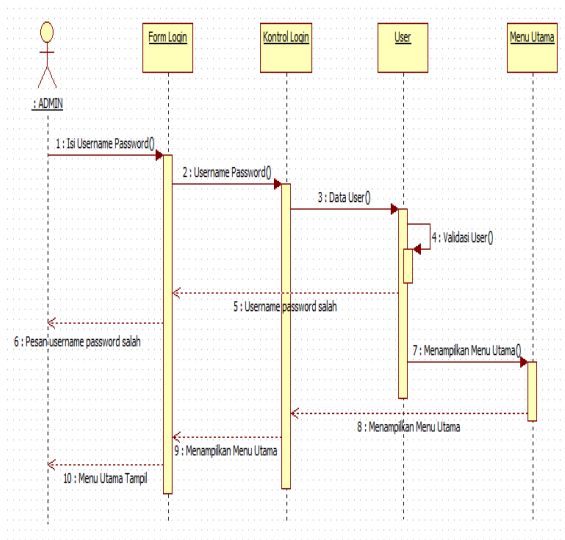 Form Login
Kontrol Login
User
Menu Utama
: ADMIN
1 : Isi Username Password()
2 : Username Password()
3 : Data User()
4 : Validasi User()
5 : Username password salah
6 : Pesan username password salah
7 : Menampilkan Menu Utama()
8 : Menampilkan Menu Utama
9 : Menampilkan Menu Utama
10 : Menu Utama Tampil